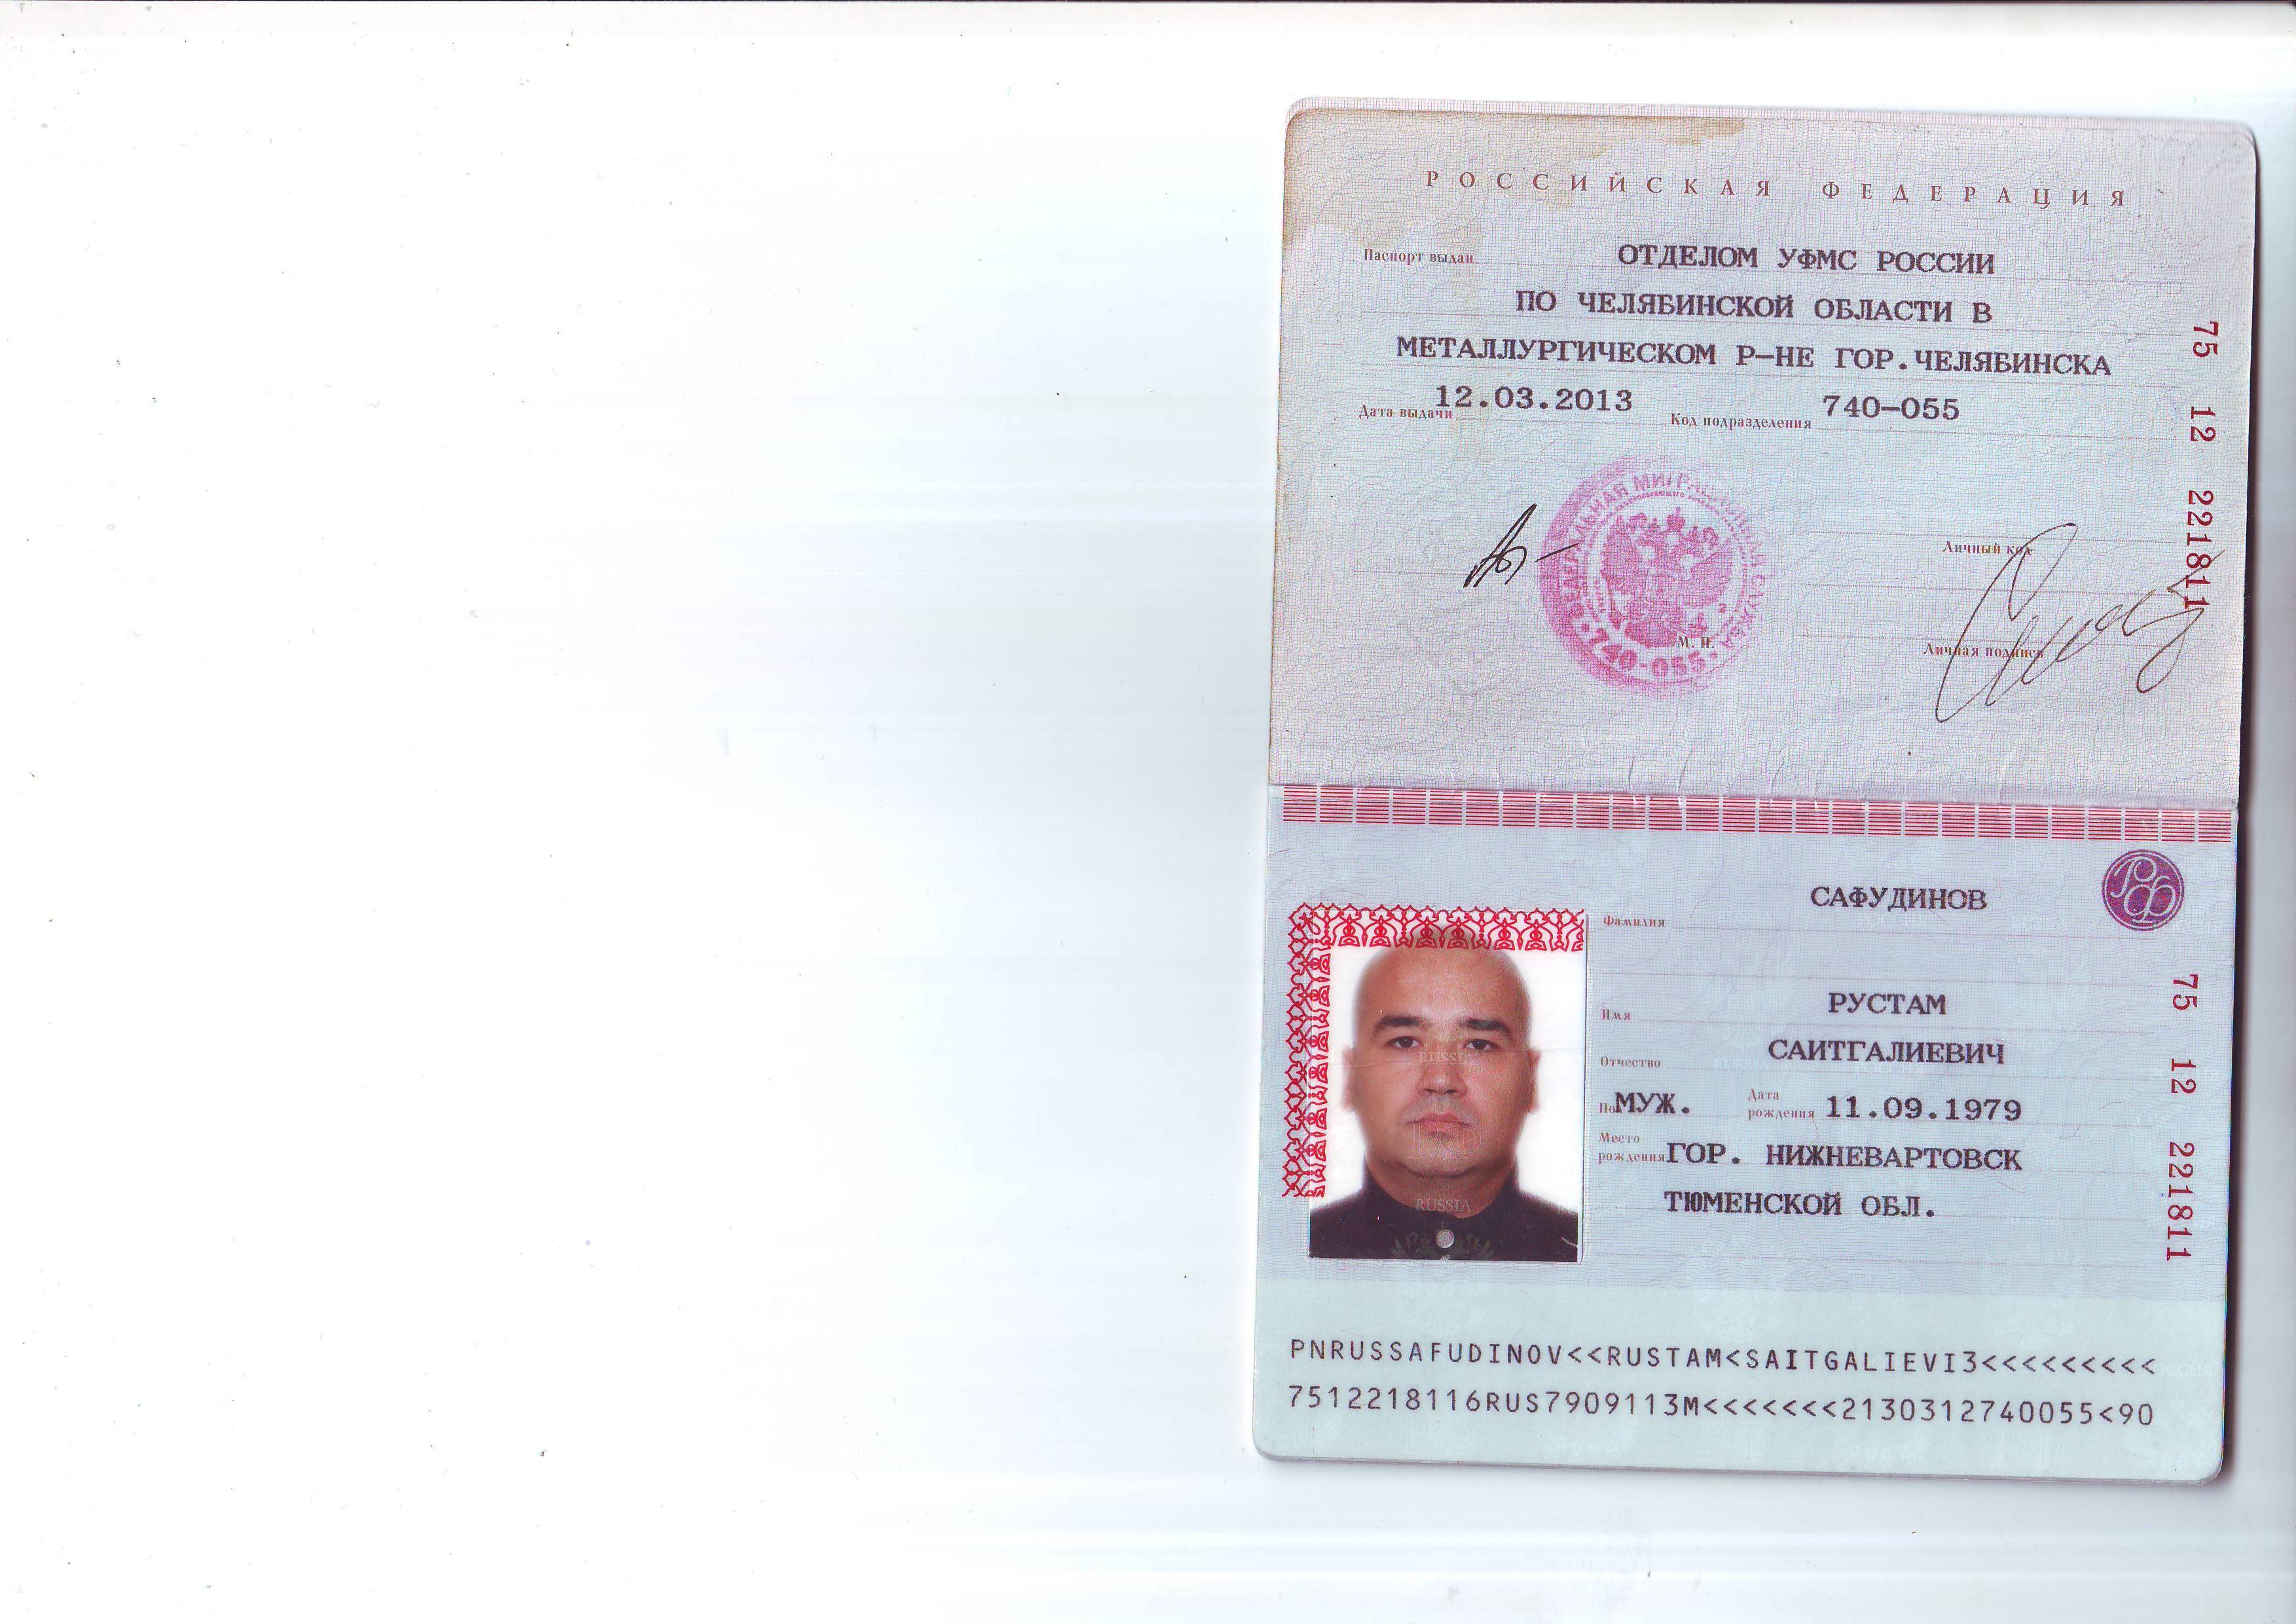 РОССИЙСКАЯ ФЕДЕРАЦИЯ
Паспорт выдан ОТДЕЛОМ УФМС РОССИИ
ПО ЧЕЛЯБИНСКОЙ ОБЛАСТИ В
МЕТАЛЛУРГИЧЕСКОМ Р-НЕ ГОР.ЧЕЛЯБИНСКА
Дата выдачи 12.03.2013 Код подразделения 740-055
ФЕДЕРАЛЬНАЯ МИГРАЦИОННАЯ СЛУЖБА
740-055
М. П.
Личный код
Личная подпись
75 12 221811
РФ
Фамилия САФУДИНОВ
Имя РУСТАМ
Отчество САИТГАЛИЕВИЧ
Пол МУЖ. Дата рождения 11.09.1979
Место рождения ГОР. НИЖНЕВАРТОВСК
ТЮМЕНСКОЙ ОБЛ.
75 12 221811
RUSSIA
RUSSIA
PNRUSSAFUDINOV<<RUSTAM<SAITGALIEVI3<<<<<<<<<
7512218116RUS7909113M<<<<<<<2130312740055<90